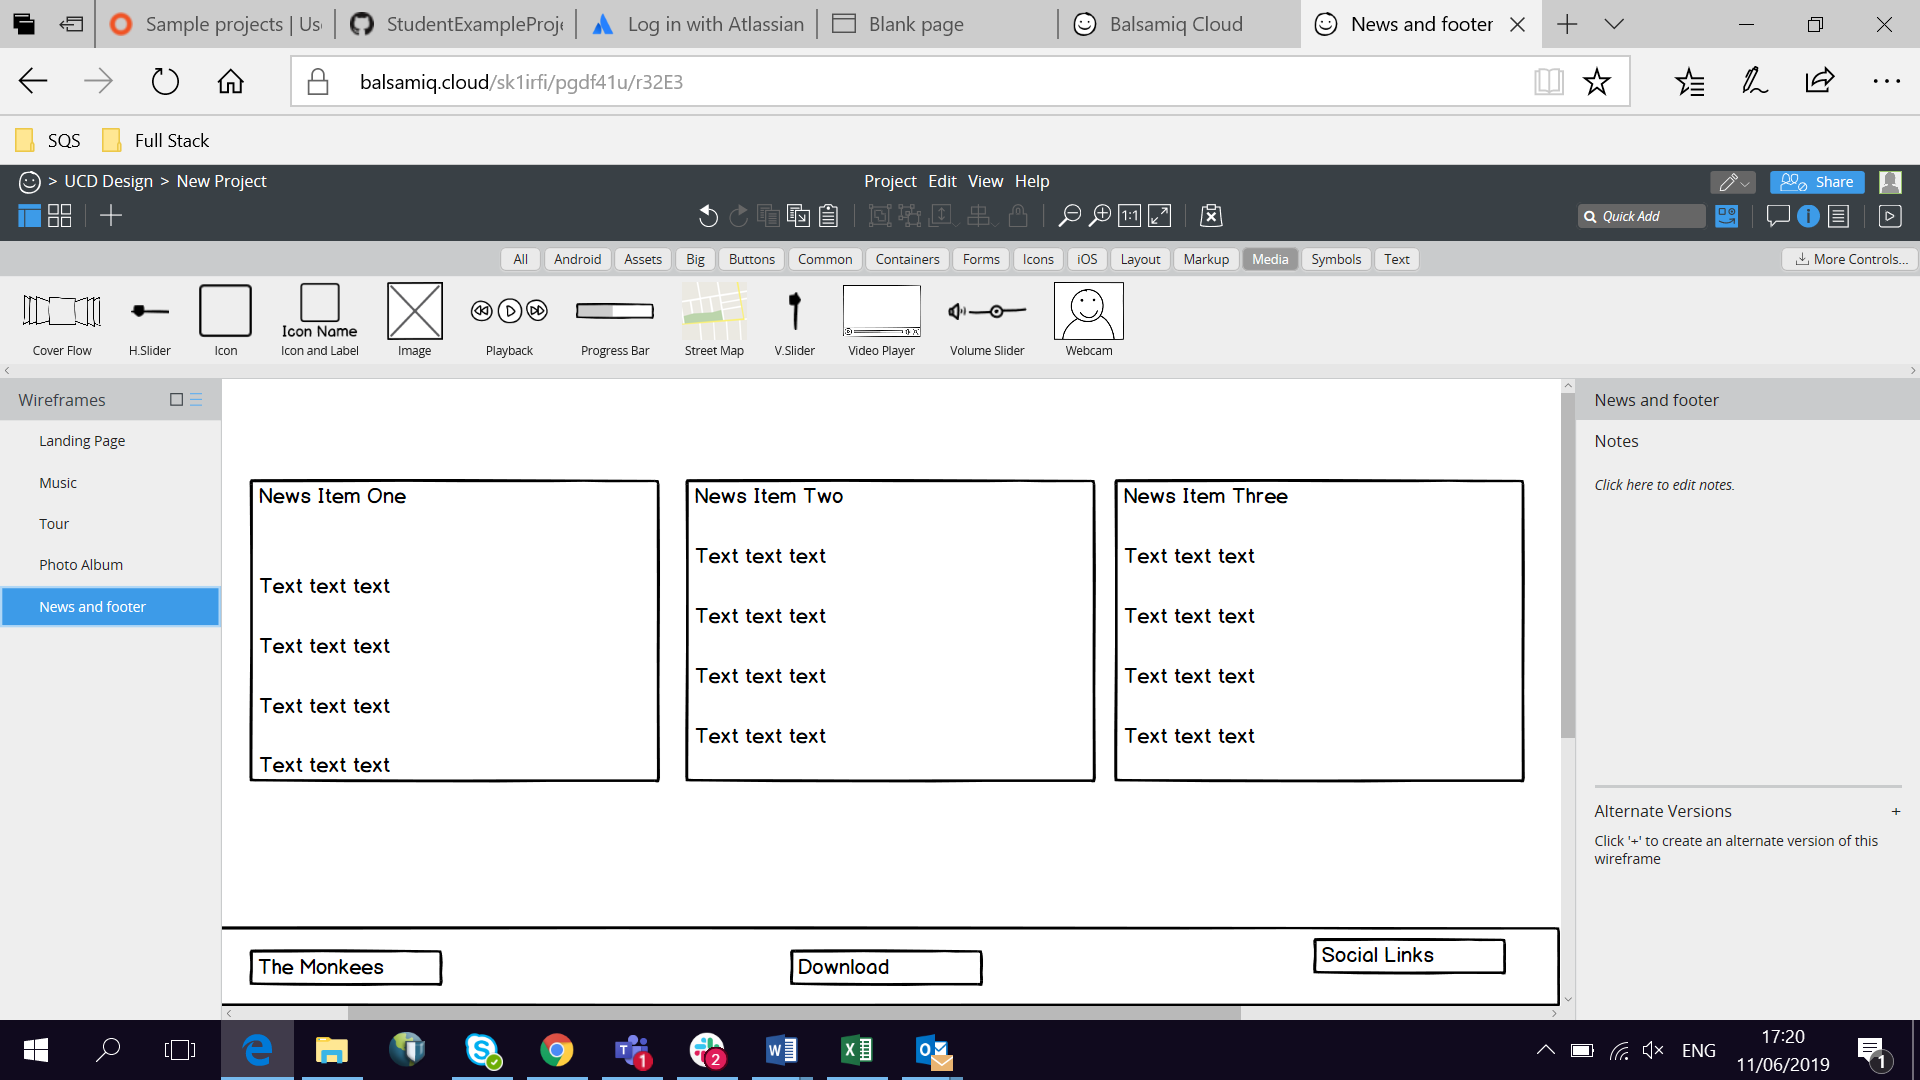 Sample projects | Us
StudentExampleProje
Log in with Atlassian
Blank page
Balsamiq Cloud
News and footer
balsamiq.cloud/sk1irfi/pgdf41u/r32E3
SQS
Full Stack
> UCD Design > New Project
Project Edit View Help
Share
1:1
Quick Add
All Android Assets Big Buttons Common Containers Forms Icons iOS Layout Markup Media Symbols Text
More Controls...
Icon Name
Cover Flow H.Slider Icon Icon and Label Image Playback Progress Bar Street Map V.Slider Video Player Volume Slider Webcam
Wireframes
Landing Page
Music
Tour
Photo Album
News and footer
News Item One
Text text text
Text text text
Text text text
Text text text
News Item Two
Text text text
Text text text
Text text text
Text text text
News Item Three
Text text text
Text text text
Text text text
Text text text
The Monkees
Download
Social Links
News and footer
Notes
Click here to edit notes.
Alternate Versions +
Click '+' to create an alternate version of this
wireframe
1
2
ENG
17:20
11/06/2019
1